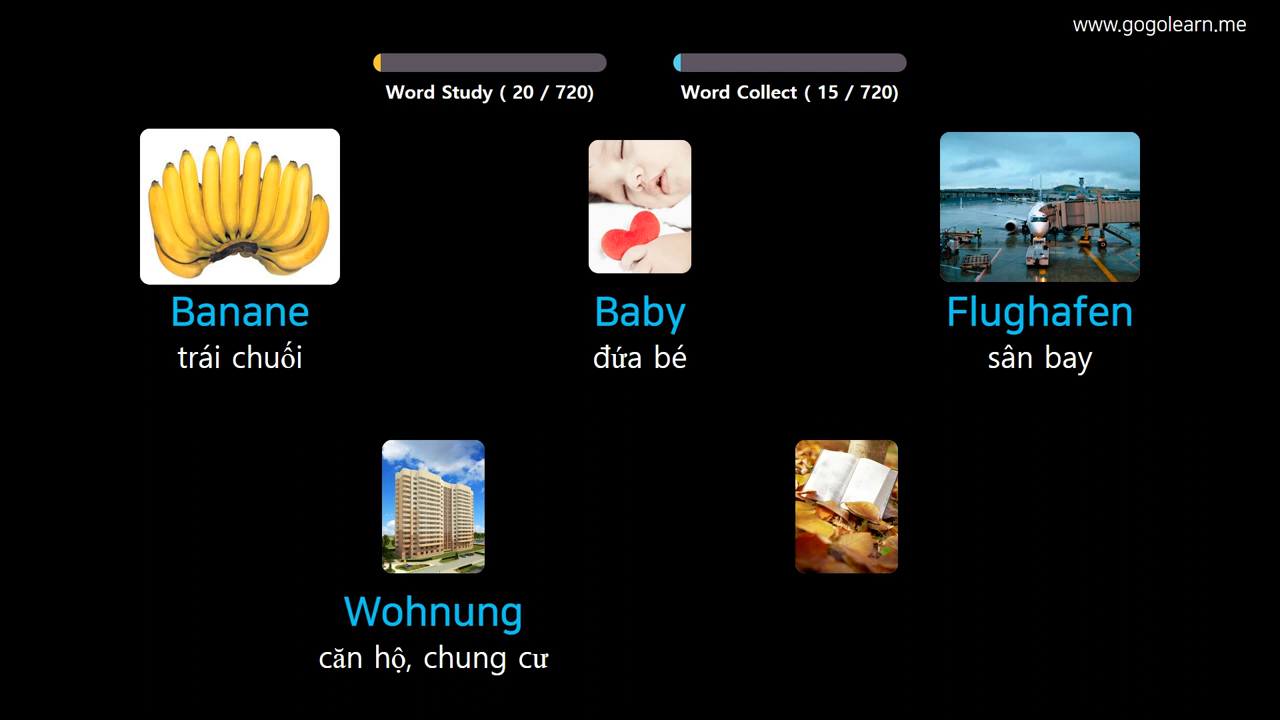 www.gogolearn.me
Word Study ( 20 / 720)
Word Collect ( 15 / 720)
Banane
trái chuối
Baby
đứa bé
Flughafen
sân bay
Wohnung
căn hộ, chung cư